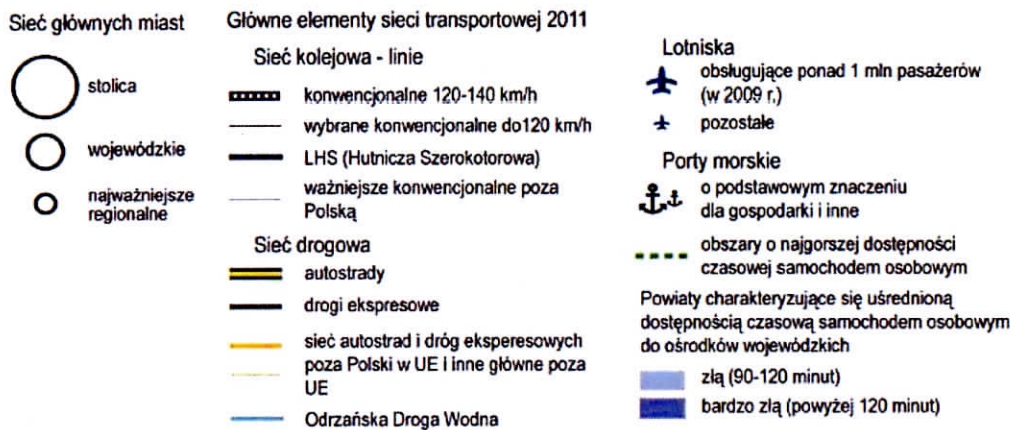 Sieć głównych miast
stolica
wojewódzkie
najważniejsze
regionalne
Główne elementy sieci transportowej 2011
Sieć kolejowa - linie
konwencjonalne 120-140 km/h
wybrane konwencjonalne do120 km/h
LHS (Hutnicza Szerokotorowa)
ważniejsze konwencjonalne poza
Polską
Sieć drogowa
autostrady
drogi ekspresowe
sieć autostrad i dróg eksperesowych
poza Polski w UE i inne główne poza
UE
Odrzańska Droga Wodna
Lotniska
obsługujące ponad 1 mln pasażerów
(w 2009 r.)
pozostałe
Porty morskie
o podstawowym znaczeniu
dla gospodarki i inne
obszary o najgorszej dostępności
czasowej samochodem osobowym
Powiaty charakteryzujące się uśrednioną
dostępnością czasową samochodem osobowym
do ośrodków wojewódzkich
złą (90-120 minut)
bardzo złą (powyżej 120 minut)